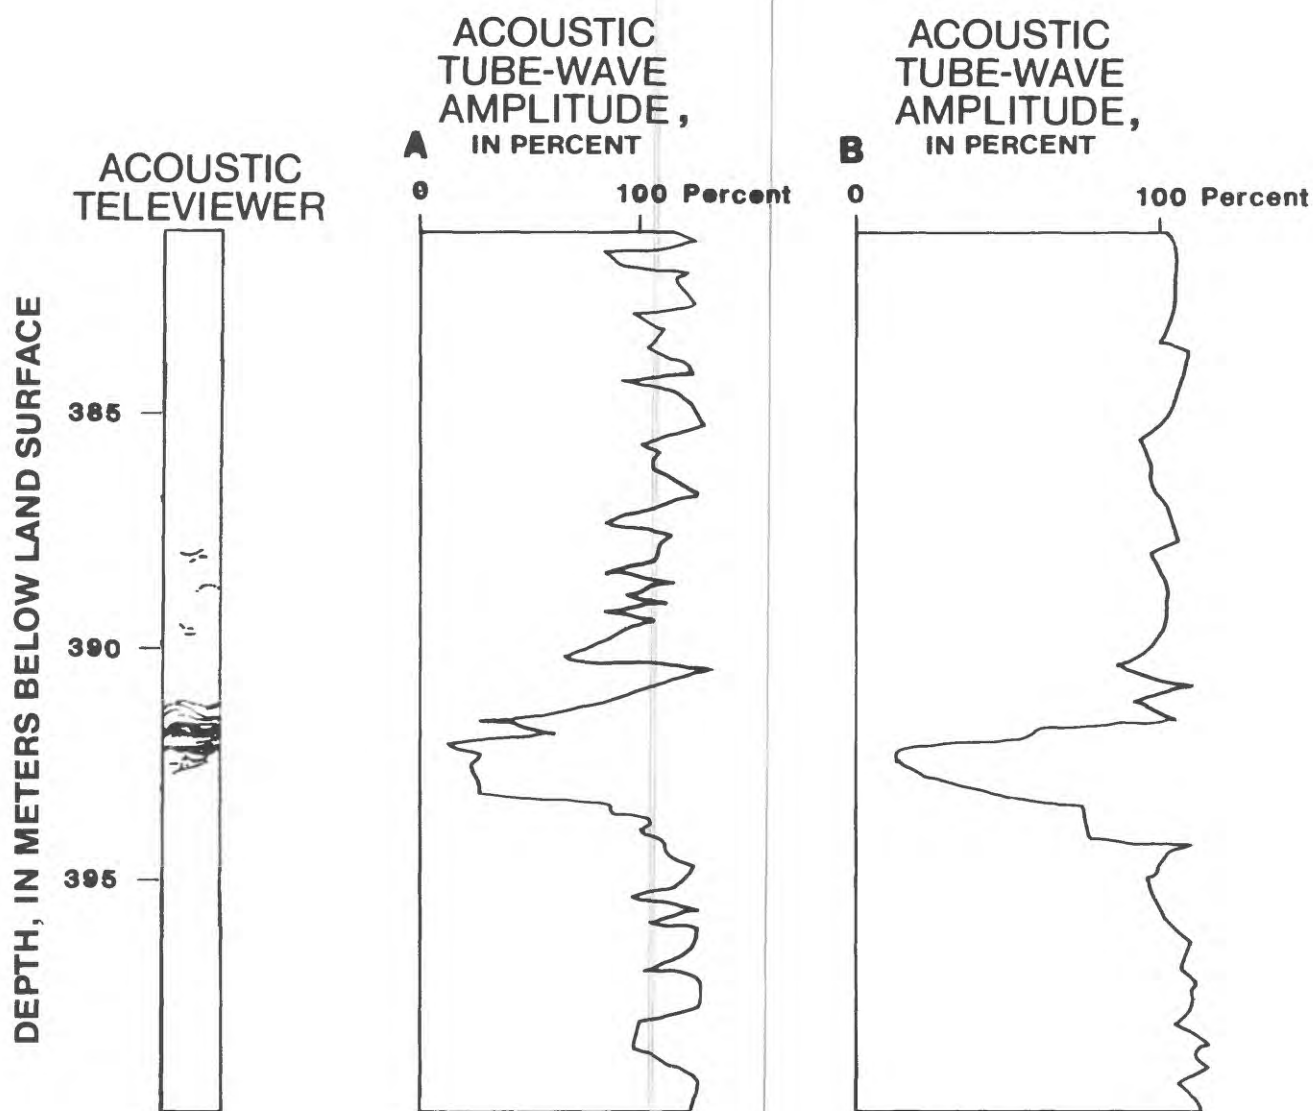 ACOUSTIC
TELEVIEWER
DEPTH, IN METERS BELOW LAND SURFACE
385
390
395
A
ACOUSTIC
TUBE-WAVE
AMPLITUDE,
IN PERCENT
0 100 Percent
B
ACOUSTIC
TUBE-WAVE
AMPLITUDE,
IN PERCENT
0 100 Percent